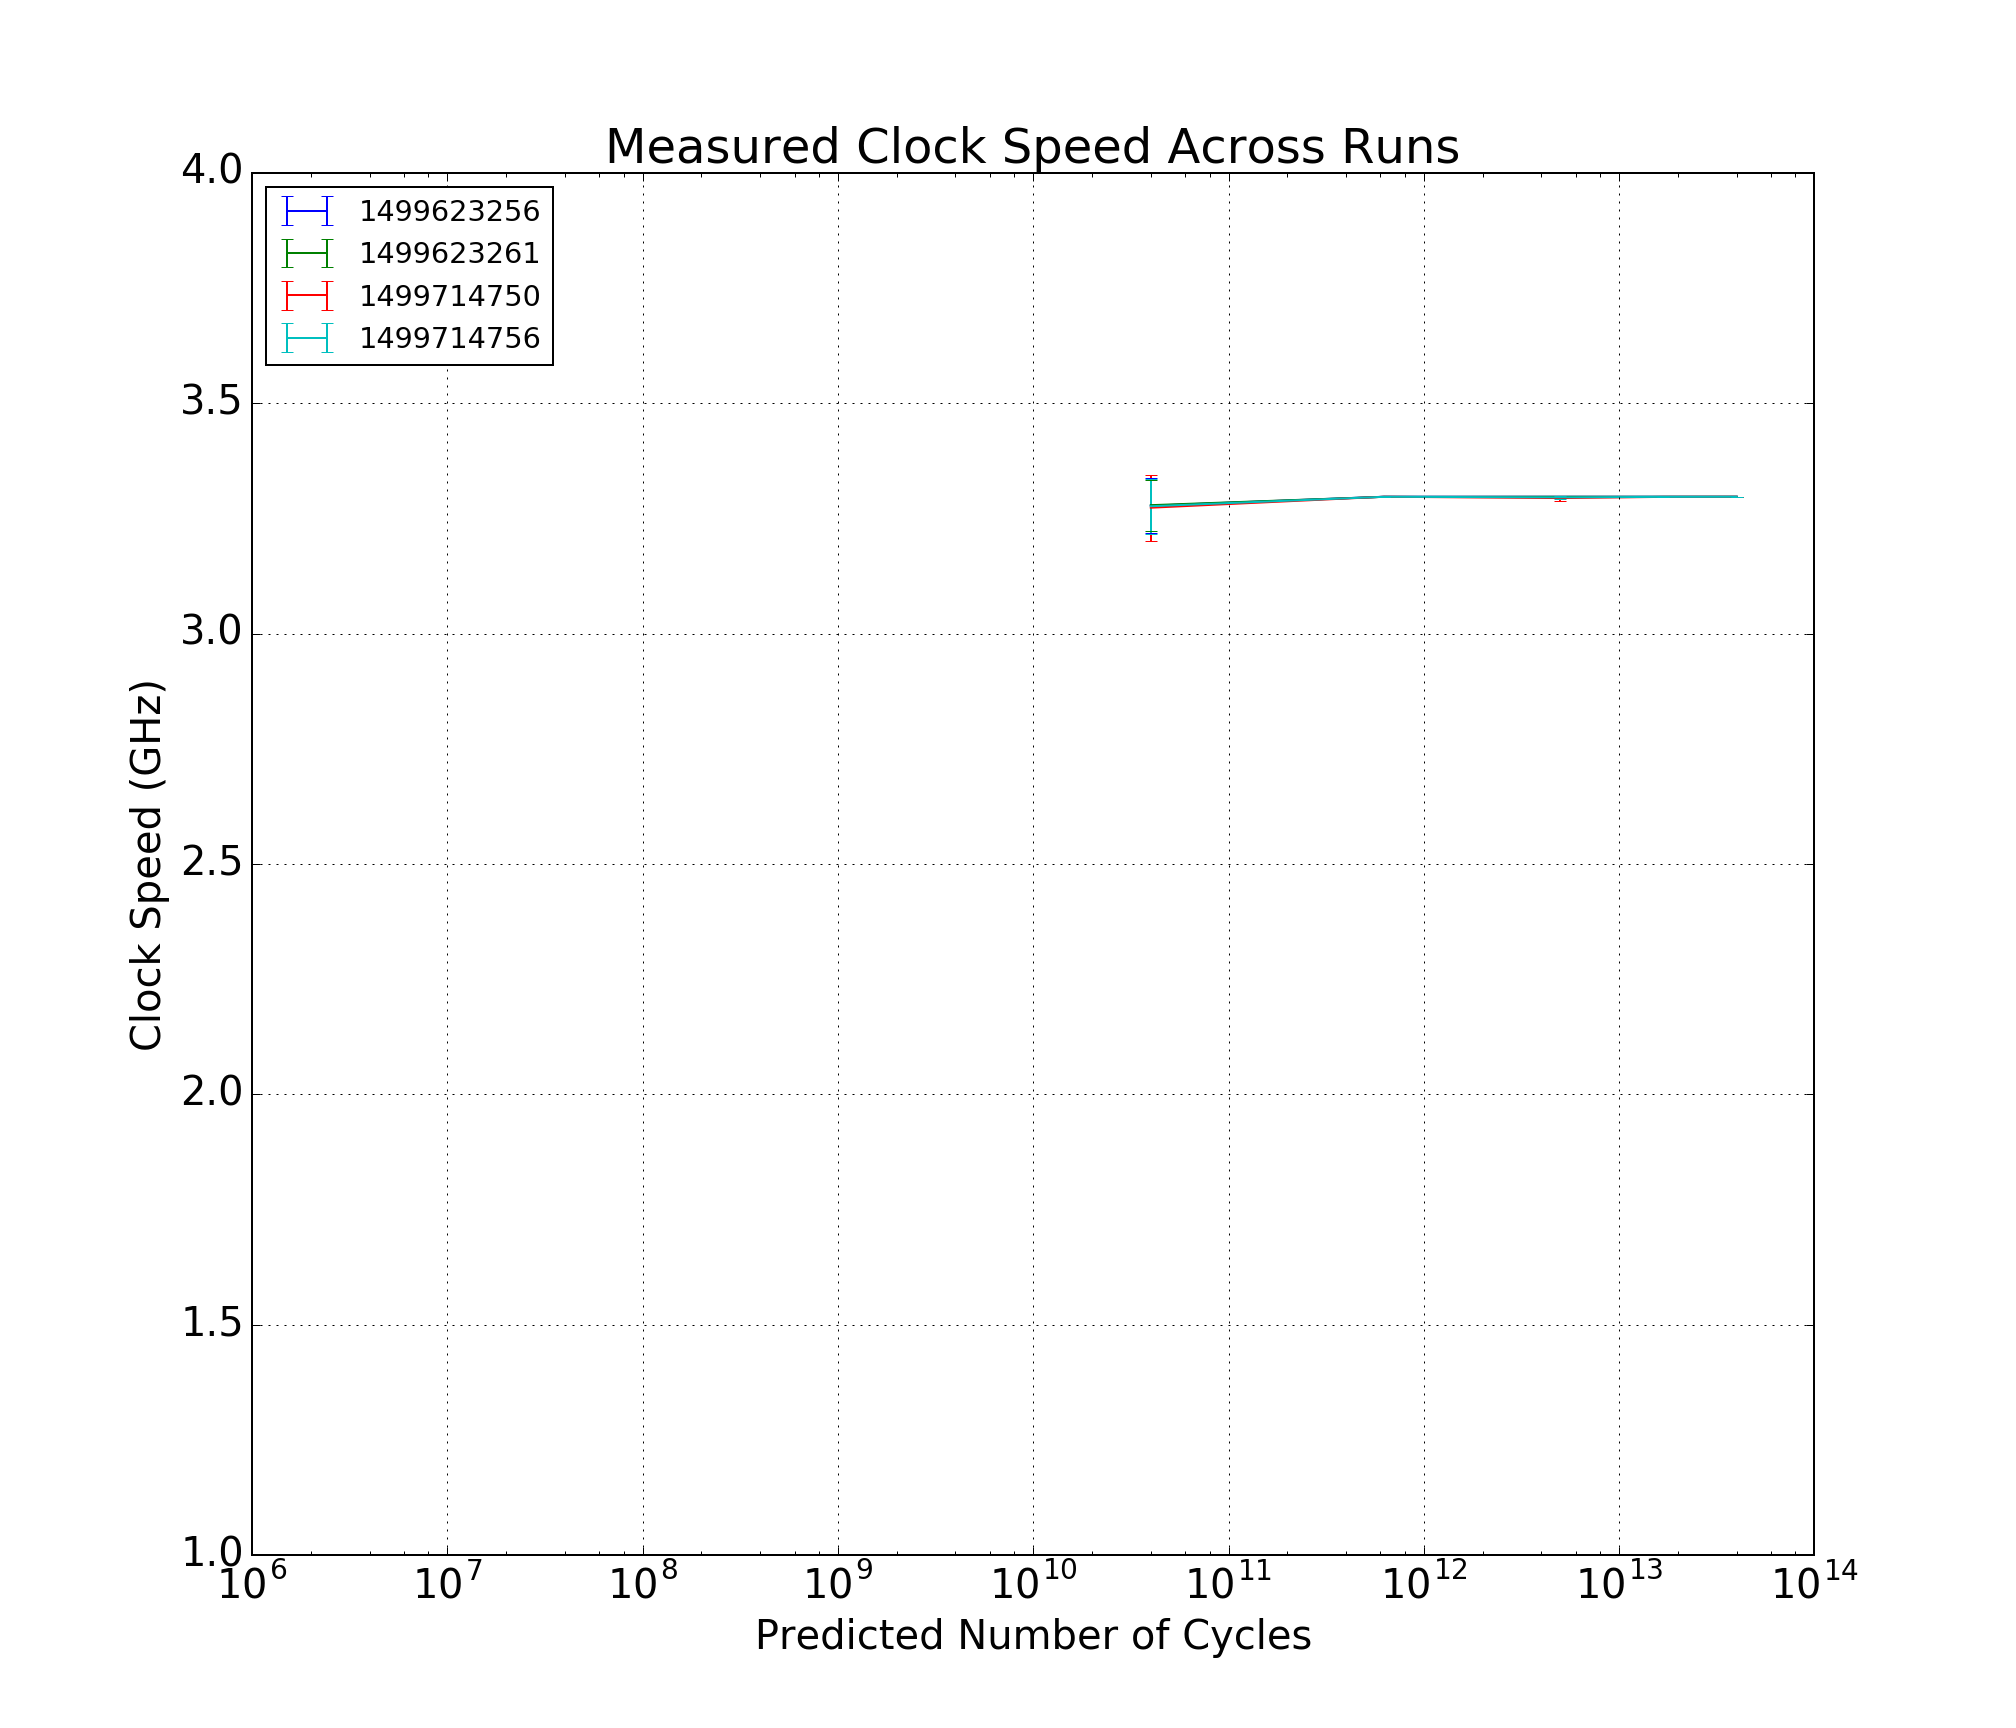 Measured Clock Speed Across Runs
4.0
1499623256
1499623261
1499714750
1499714756
3.5
3.0
2.5
2.0
1.5
1.0
Clock Speed (GHz)
10^6 10^7 10^8 10^9 10^10 10^11 10^12 10^13 10^14
Predicted Number of Cycles